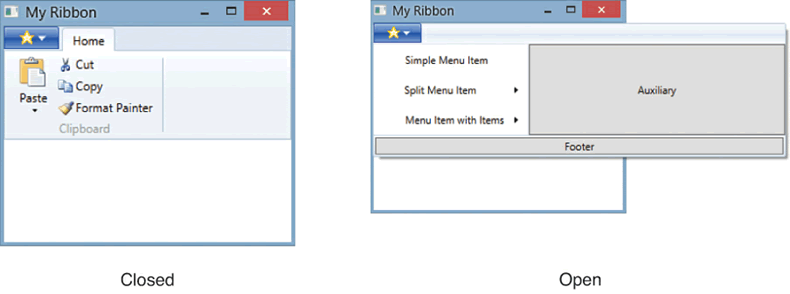 My Ribbon
Home
Cut
Copy
Paste
Format Painter
Clipboard
Closed
My Ribbon
Simple Menu Item
Split Menu Item
Menu Item with Items
Auxiliary
Footer
Open